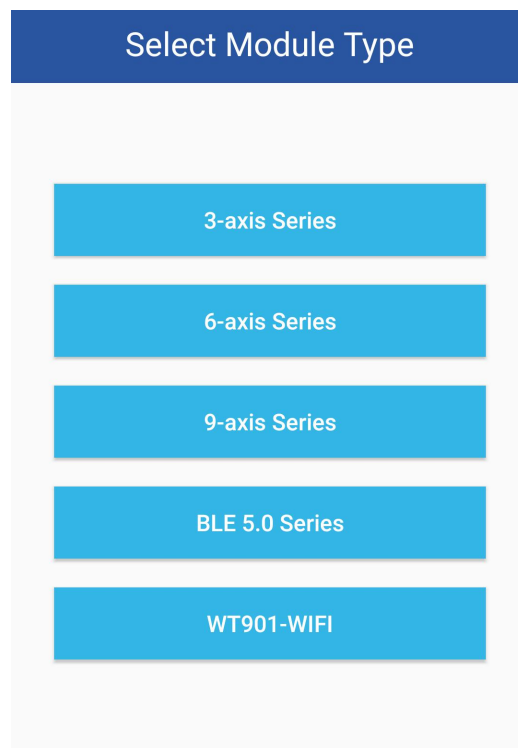 Select Module Type
3-axis Series
6-axis Series
9-axis Series
BLE 5.0 Series
WT901-WIFI